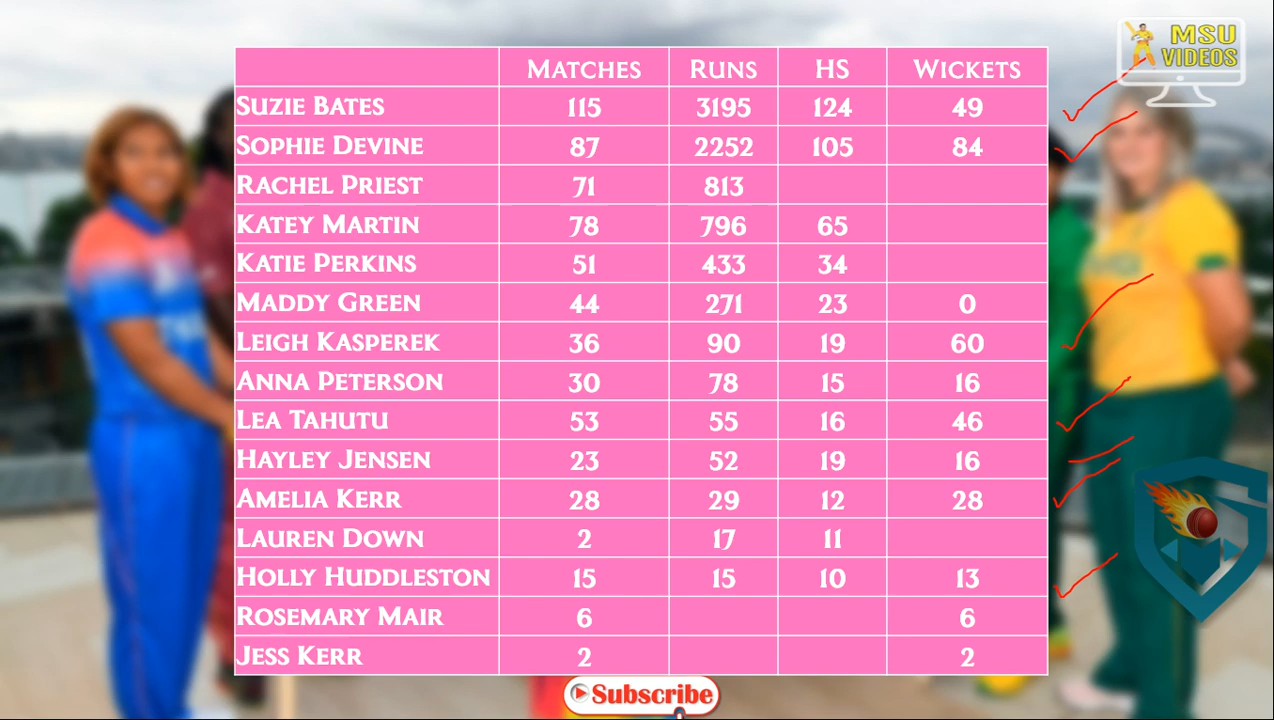 MSU
VIDEOS
MATCHES RUNS HS WICKETS
SUZIE BATES 115 3195 124 49
SOPHIE DEVINE 87 2252 105 84
RACHEL PRIEST 71 813
KATEY MARTIN 78 796 65
KATIE PERKINS 51 433 34
MADDY GREEN 44 271 23 0
LEIGH KASPEREK 36 90 19 60
ANNA PETERSON 30 78 15 16
LEA TAHUTU 53 55 16 46
HAYLEY JENSEN 23 52 19 16
AMELIA KERR 28 29 12 28
LAUREN DOWN 2 17 11
HOLLY HUDDLESTON 15 15 10 13
ROSEMARY MAIR 6 6
JESS KERR 2 2
Subscribe